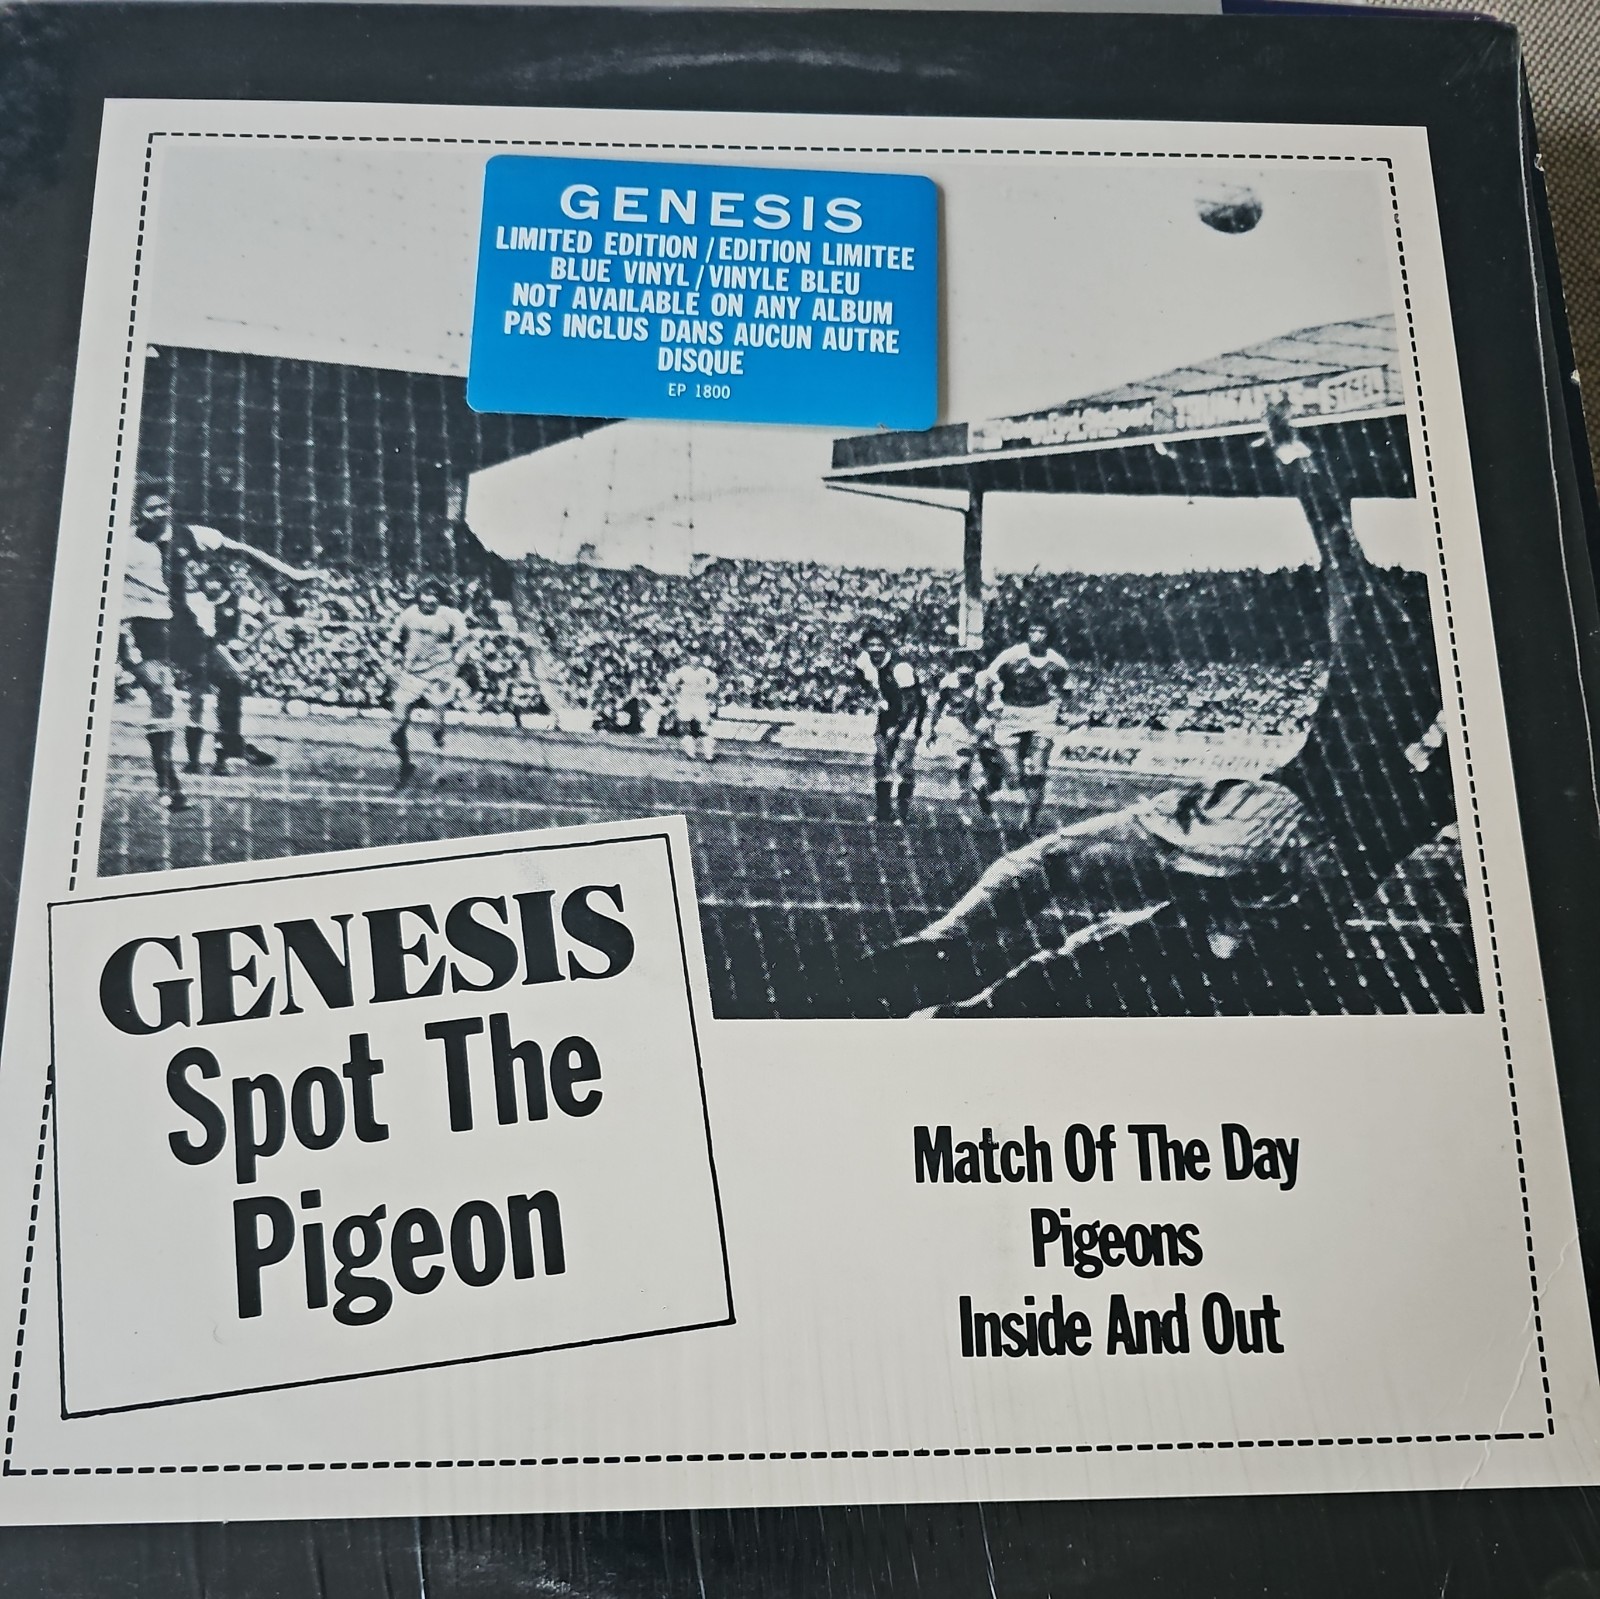 GENESIS
LIMITED EDITION / EDITION LIMITEE
BLUE VINYL / VINYLE BLEU
NOT AVAILABLE ON ANY ALBUM
PAS INCLUS DANS AUCUN AUTRE
DISQUE
EP 1800
STEEL
GENESIS
Spot The
Pigeon
Match Of The Day
Pigeons
Inside And Out